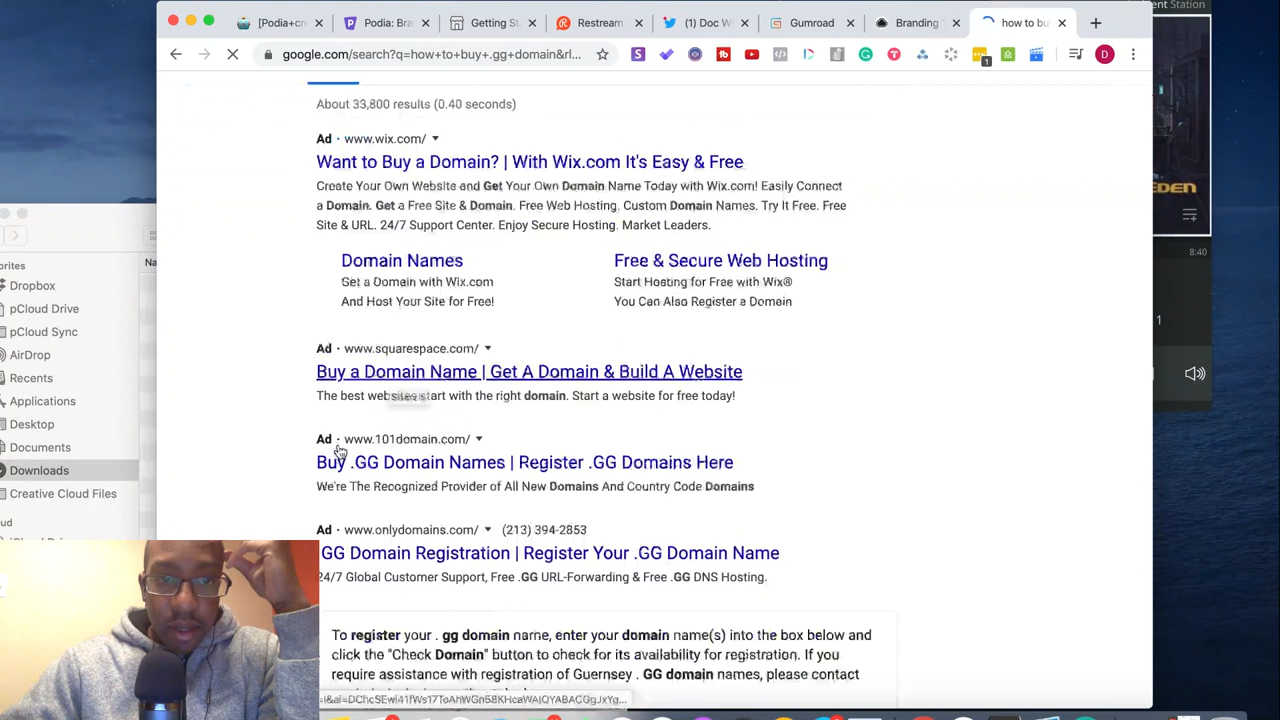 ent Station
[Podia+cr
Podia: Bra
Getting S
Restream
(1) Doc W
Gumroad
Branding
how to bu
google.com/search?q=how+to+buy+.gg+domain&rl...
1
D
About 33,800 results (0.40 seconds)
Ad · www.wix.com/
Want to Buy a Domain? | With Wix.com It's Easy & Free
Create Your Own Website and Get Your Own Domain Name Today with Wix.com! Easily Connect
a Domain. Get a Free Site & Domain. Free Web Hosting, Custom Domain Names. Try It Free. Free
Site & URL. 24/7 Support Center. Enjoy Secure Hosting. Market Leaders.
Domain Names
Get a Domain with Wix.com
And Host Your Site for Free!
Free & Secure Web Hosting
Start Hosting for Free with Wix®
You Can Also Register a Domain
Ad · www.squarespace.com/
Buy a Domain Name | Get A Domain & Build A Website
The best websites start with the right domain. Start a website for free today!
Ad · www.101domain.com/
Buy .GG Domain Names | Register .GG Domains Here
We're The Recognized Provider of All New Domains And Country Code Domains
Ad · www.onlydomains.com/ (213) 394-2853
.GG Domain Registration | Register Your .GG Domain Name
24/7 Global Customer Support, Free .GG URL-Forwarding & Free .GG DNS Hosting.
To register your . gg domain name, enter your domain name(s) into the box below and
click the "Check Domain" button to check for its availability for registration. If you
require assistance with registration of Guernsey . GG domain names, please contact
orites
Dropbox
pCloud Drive
pCloud Sync
AirDrop
Recents
Applications
Desktop
Documents
Downloads
Creative Cloud Files
oud
Na
EDEN
8:40
1